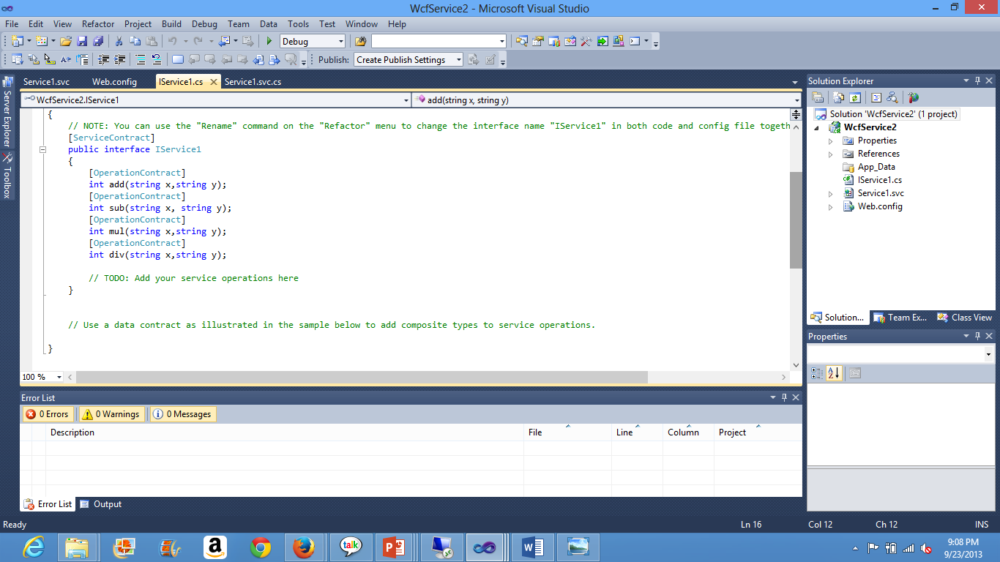 WcfService2 - Microsoft Visual Studio
File Edit View Refactor Project Build Debug Team Data Tools Test Window Help
Debug
Publish: Create Publish Settings
Server Explorer
Toolbox
Service1.svc Web.config IService1.cs Service1.svc.cs
WcfService2.IService1 add(string x, string y)
{
// NOTE: You can use the "Rename" command on the "Refactor" menu to change the interface name "IService1" in both code and config file togeth
[ServiceContract]
public interface IService1
{
[OperationContract]
int add(string x,string y);
[OperationContract]
int sub(string x, string y);
[OperationContract]
int mul(string x,string y);
[OperationContract]
int div(string x,string y);
// TODO: Add your service operations here
}
// Use a data contract as illustrated in the sample below to add composite types to service operations.
}
100 %
Error List
0 Errors 0 Warnings 0 Messages
Description File Line Column Project
Error List Output
Solution Explorer
Solution 'WcfService2' (1 project)
WcfService2
Properties
References
App_Data
IService1.cs
Service1.svc
Web.config
Solution... Team Ex... Class View
Properties
Ready Ln 16 Col 12 Ch 12 INS
talk
9:08 PM
9/23/2013